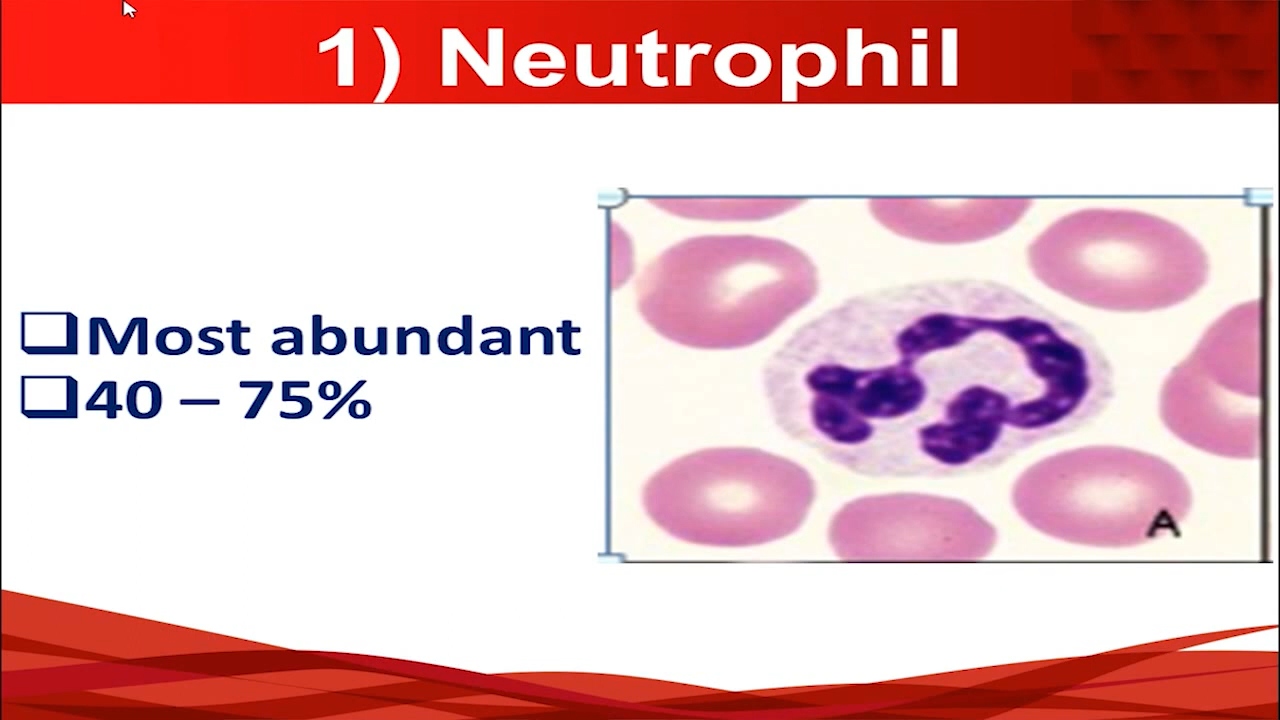 1) Neutrophil
❑Most abundant
❑40 – 75%
A